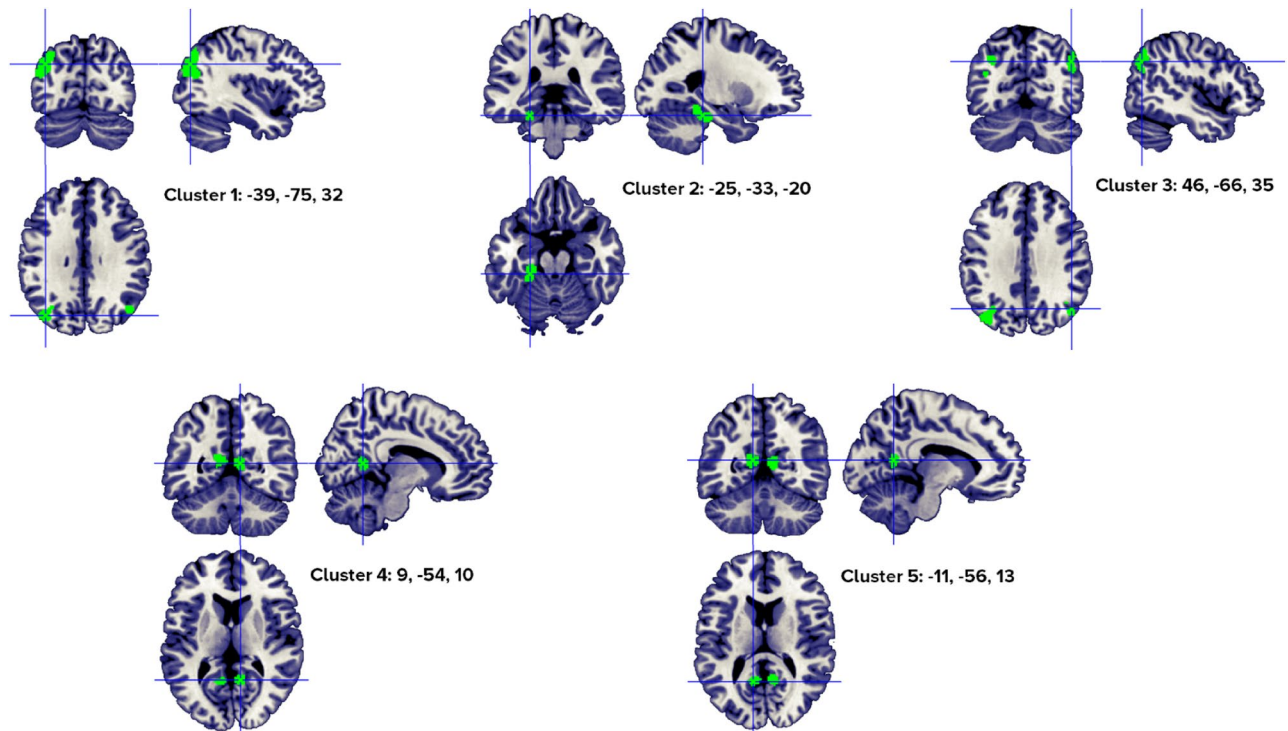 Cluster 1: -39, -75, 32
Cluster 2: -25, -33, -20
Cluster 3: 46, -66, 35
Cluster 4: 9, -54, 10
Cluster 5: -11, -56, 13